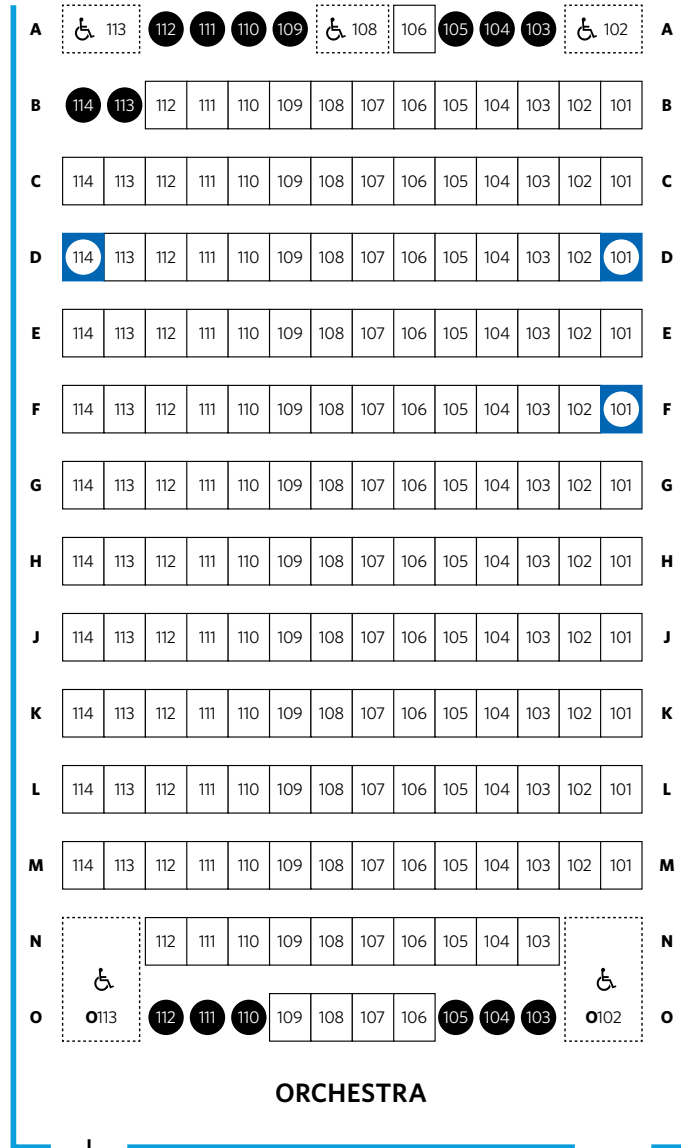 A 113 112 111 110 109 108 106 105 104 103 102 A
B 114 113 112 111 110 109 108 107 106 105 104 103 102 101 B
C 114 113 112 111 110 109 108 107 106 105 104 103 102 101 C
D 114 113 112 111 110 109 108 107 106 105 104 103 102 101 D
E 114 113 112 111 110 109 108 107 106 105 104 103 102 101 E
F 114 113 112 111 110 109 108 107 106 105 104 103 102 101 F
G 114 113 112 111 110 109 108 107 106 105 104 103 102 101 G
H 114 113 112 111 110 109 108 107 106 105 104 103 102 101 H
J 114 113 112 111 110 109 108 107 106 105 104 103 102 101 J
K 114 113 112 111 110 109 108 107 106 105 104 103 102 101 K
L 114 113 112 111 110 109 108 107 106 105 104 103 102 101 L
M 114 113 112 111 110 109 108 107 106 105 104 103 102 101 M
N 112 111 110 109 108 107 106 105 104 103 N
O O113 112 111 110 109 108 107 106 105 104 103 O102 O
ORCHESTRA